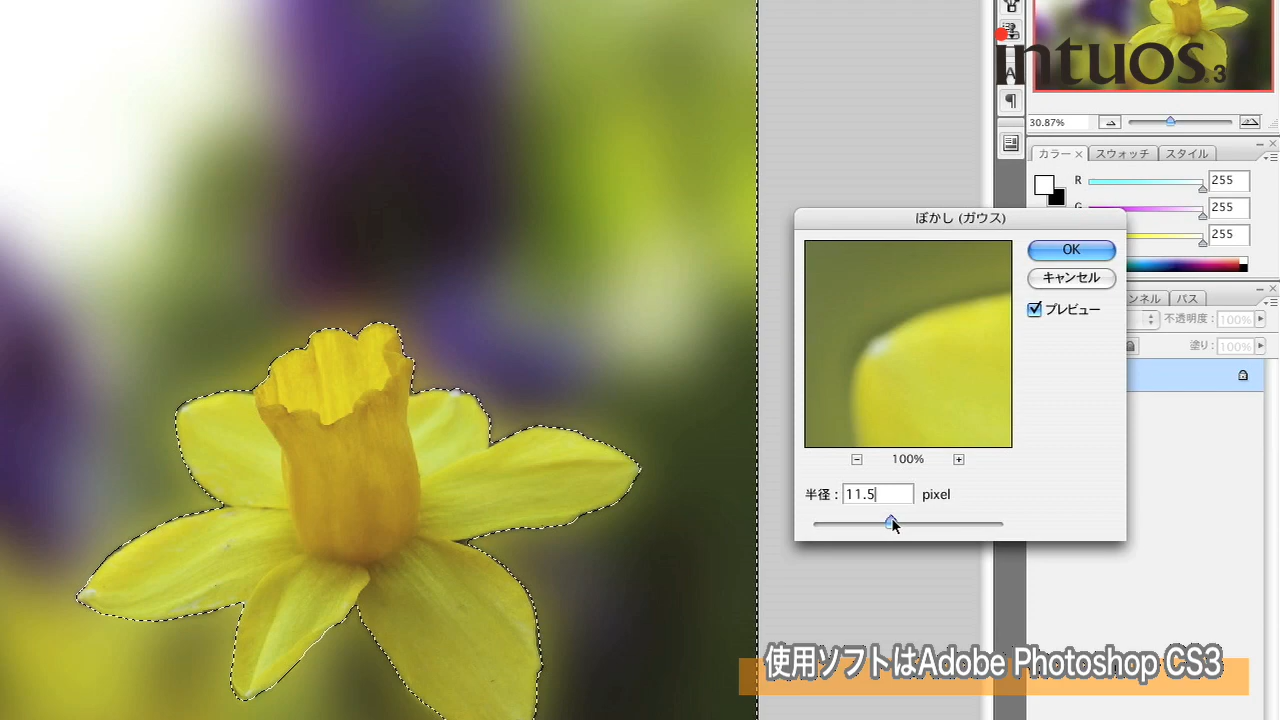 intuos®3
A
¶
30.87%
カラー×
スウォッチ
スタイル
R
255
G
255
255
ぼかし (ガウス)
OK
キャンセル
プレビュー
100%
半径 : 11.5 pixel
ンネル
パス
不透明度 : 100%
塗り : 100%
使用ソフトはAdobe Photoshop CS3